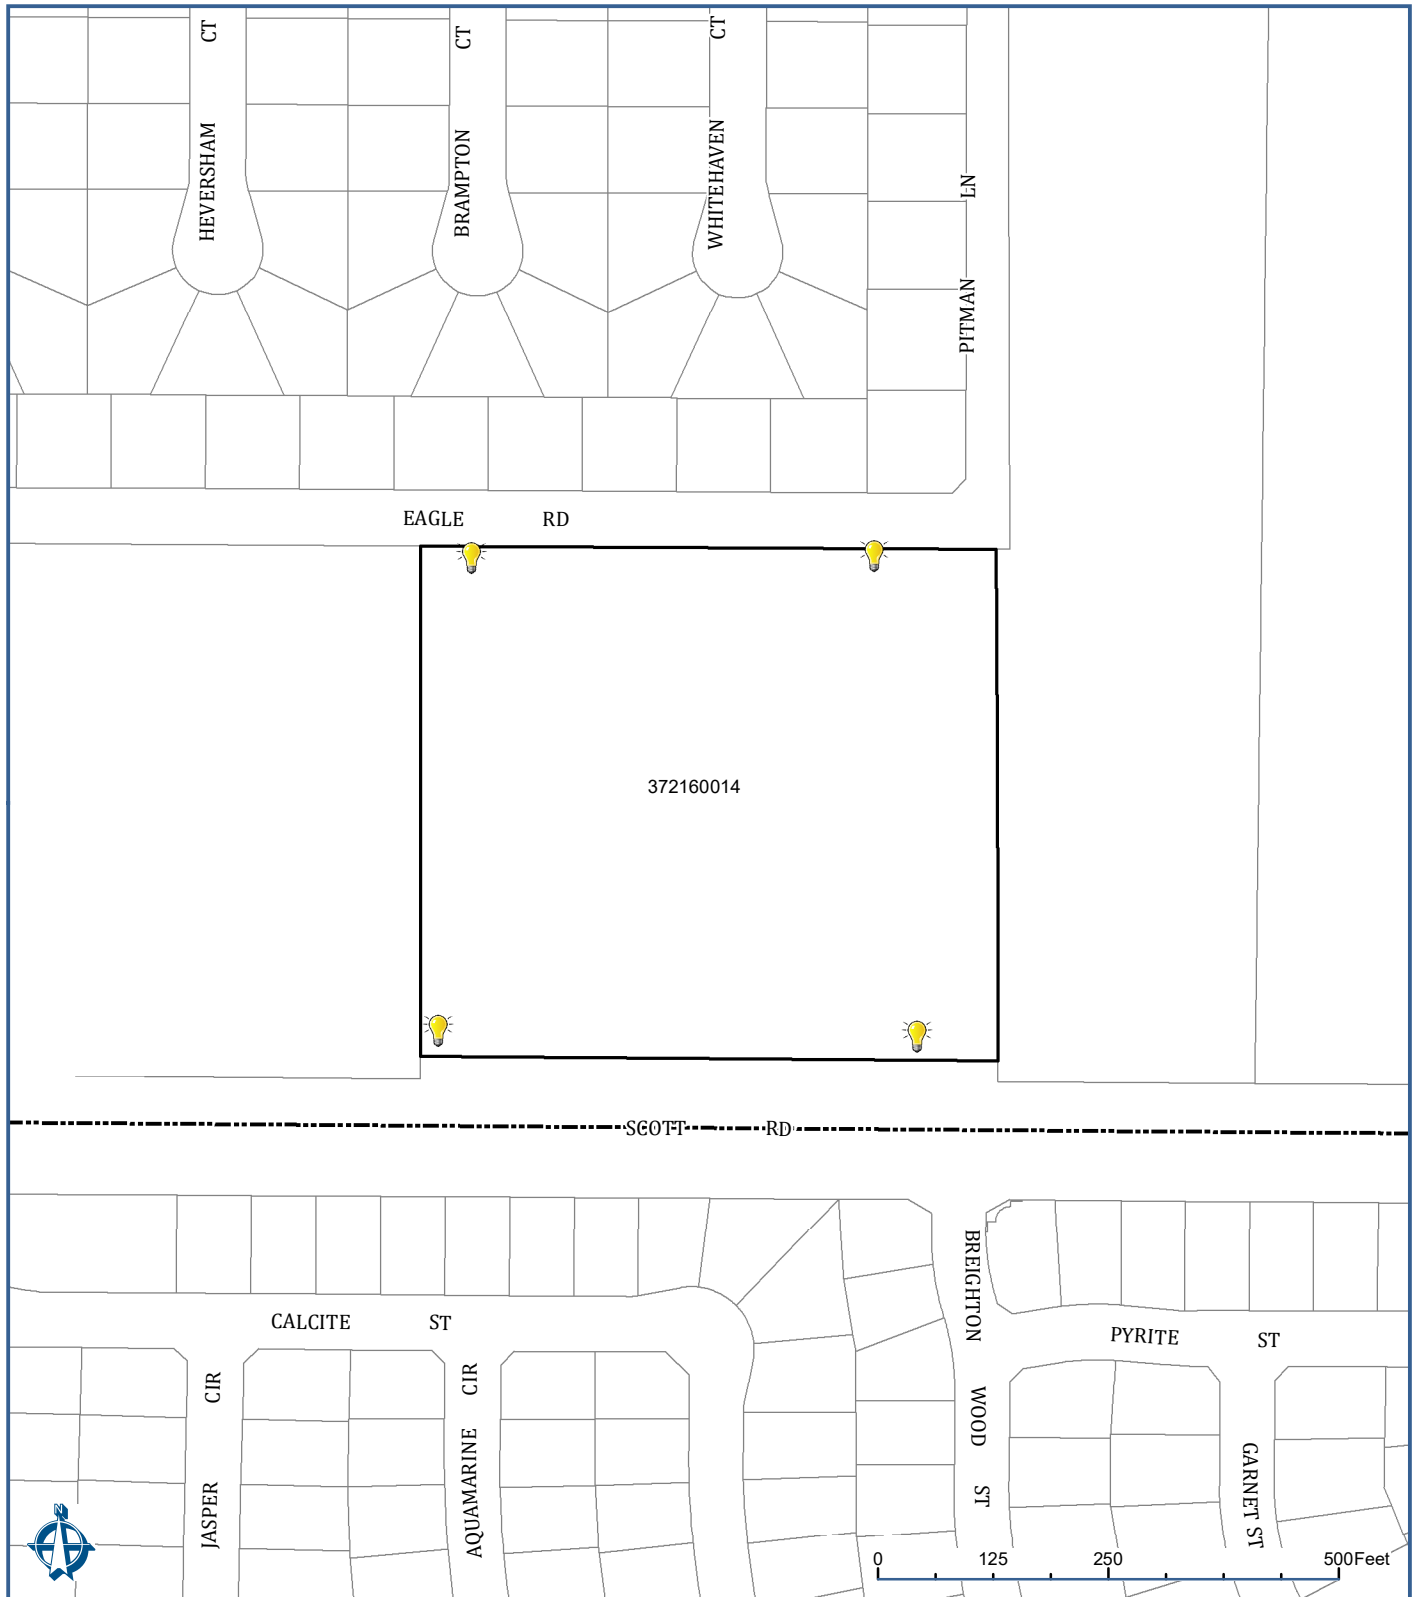 HEVERSHAM CT
BRAMPTON CT
WHITEHAVEN CT
PITMAN LN
EAGLE RD
372160014
SCOTT RD
BREIGHTON WOOD ST
CALCITE ST
PYRITE ST
JASPER CIR
AQUAMARINE CIR
GARNET ST
N
0 125 250 500Feet